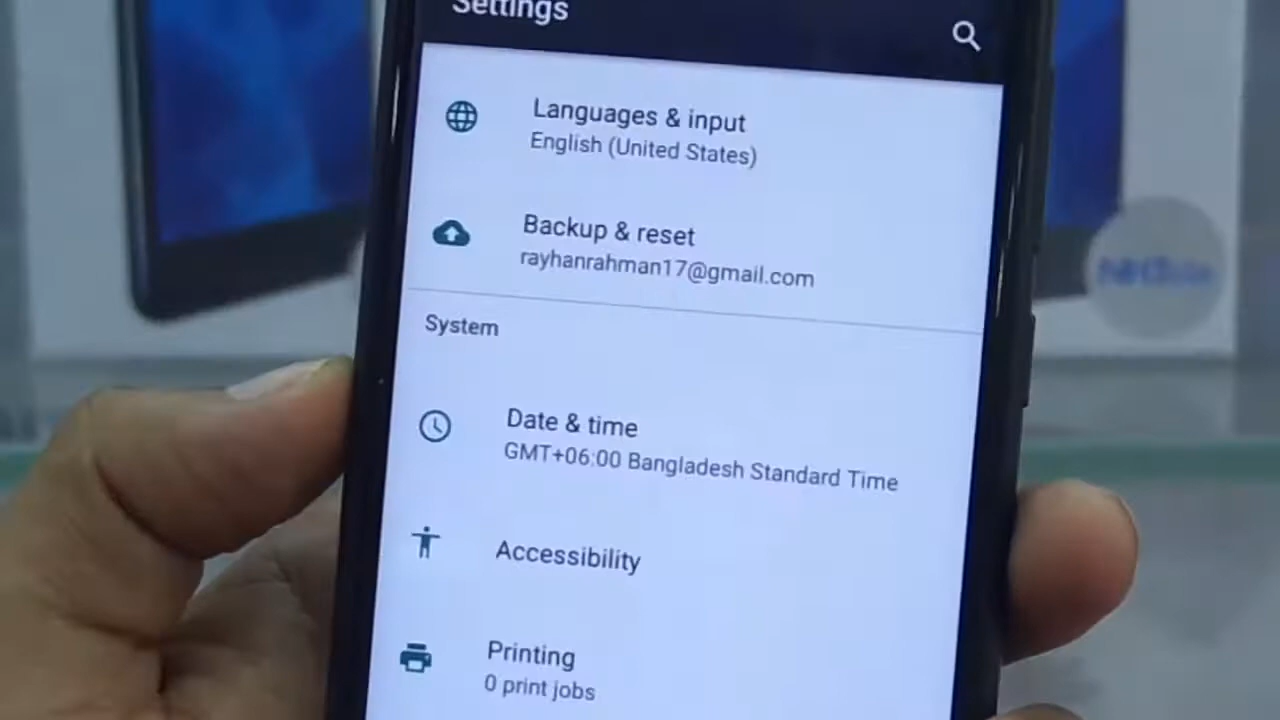 Settings
Languages & input
English (United States)
Backup & reset
rayhanrahman17@gmail.com
System
Date & time
GMT+06:00 Bangladesh Standard Time
Accessibility
Printing
0 print jobs